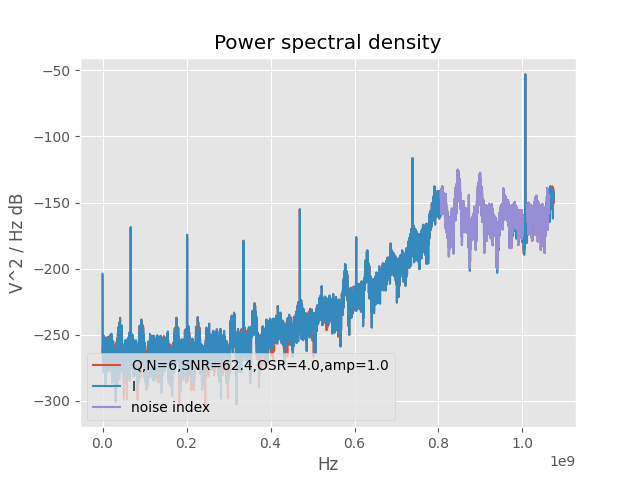 Power spectral density
V^2 / Hz dB
−50
−100
−150
−200
−250
−300
Q,N=6,SNR=62.4,OSR=4.0,amp=1.0
I
noise index
0.0 0.2 0.4 0.6 0.8 1.0
1e9
Hz